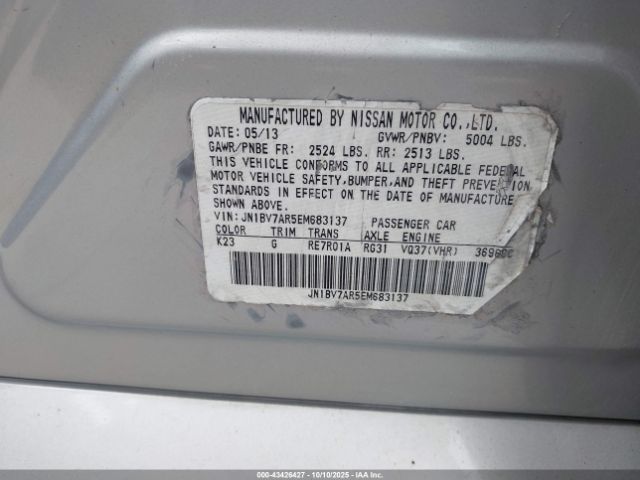 MANUFACTURED BY NISSAN MOTOR CO.,LTD.
DATE: 05/13 GVWR/PNBV: 5004 LBS.
GAWR/PNBE FR: 2524 LBS. RR: 2513 LBS.
THIS VEHICLE CONFORMS TO ALL APPLICABLE FEDERAL
MOTOR VEHICLE SAFETY,BUMPER,AND THEFT PREVENTION
STANDARDS IN EFFECT ON THE DATE OF MANUFACTURE
SHOWN ABOVE.
VIN: JN1BV7AR5EM683137 PASSENGER CAR
COLOR TRIM TRANS AXLE ENGINE
K23 G RE7R01A RG31 VQ37(VHR) 3696CC
JN1BV7AR5EM683137
000-43426427 - 10/10/2025 - IAA Inc.